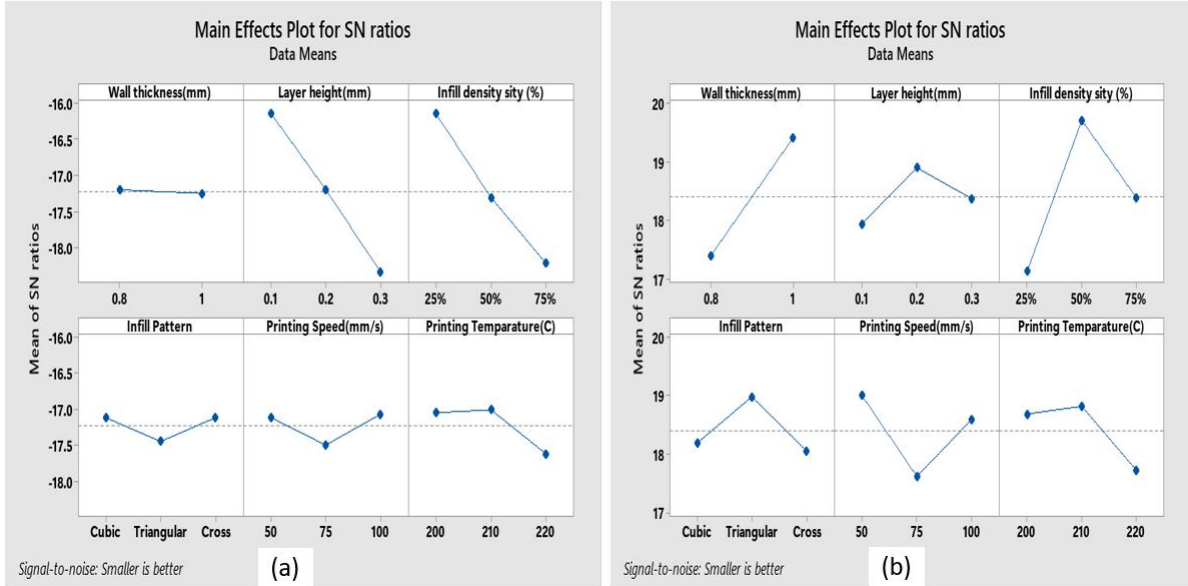 Main Effects Plot for SN ratios
Data Means
Mean of SN ratios
Wall thickness(mm) Layer height(mm) Infill density sity (%)
-16.0
-16.5
-17.0
-17.5
-18.0
0.8 1 0.1 0.2 0.3 25% 50% 75%
Infill Pattern Printing Speed(mm/s) Printing Temparature(C)
-16.0
-16.5
-17.0
-17.5
-18.0
Cubic Triangular Cross 50 75 100 200 210 220
Signal-to-noise: Smaller is better
(a)
Main Effects Plot for SN ratios
Data Means
Mean of SN ratios
Wall thickness(mm) Layer height(mm) Infill density sity (%)
20
19
18
17
0.8 1 0.1 0.2 0.3 25% 50% 75%
Infill Pattern Printing Speed(mm/s) Printing Temparature(C)
20
19
18
17
Cubic Triangular Cross 50 75 100 200 210 220
Signal-to-noise: Smaller is better
(b)